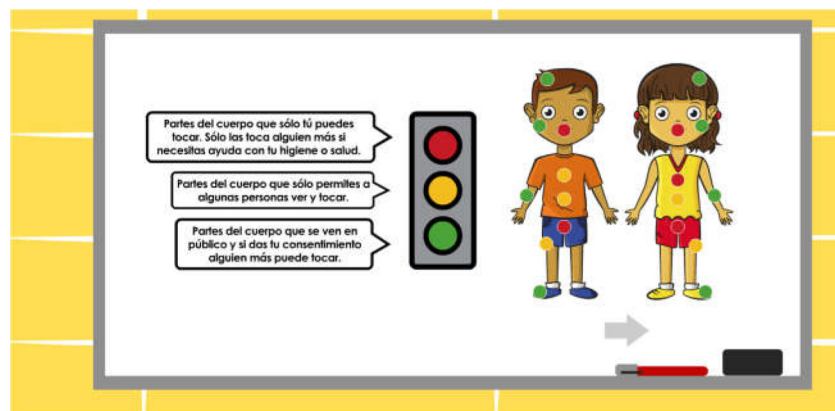 Partes del cuerpo que sólo tú puedes
tocar. Sólo las toca alguien más si
necesitas ayuda con tu higiene o salud.
Partes del cuerpo que sólo permites a
algunas personas ver y tocar.
Partes del cuerpo que se ven en
público y si das tu consentimiento
alguien más puede tocar.